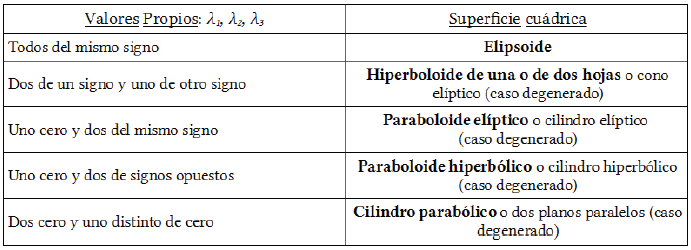 Valores Propios: λ₁, λ₂, λ₃
Superficie cuádrica
Todos del mismo signo
Elipsoide
Dos de un signo y uno de otro signo
Hiperboloide de una o de dos hojas o cono
elíptico (caso degenerado)
Uno cero y dos del mismo signo
Paraboloide elíptico o cilindro elíptico
(caso degenerado)
Uno cero y dos de signos opuestos
Paraboloide hiperbólico o cilindro hiperbólico
(caso degenerado)
Dos cero y uno distinto de cero
Cilindro parabólico o dos planos paralelos (caso
degenerado)